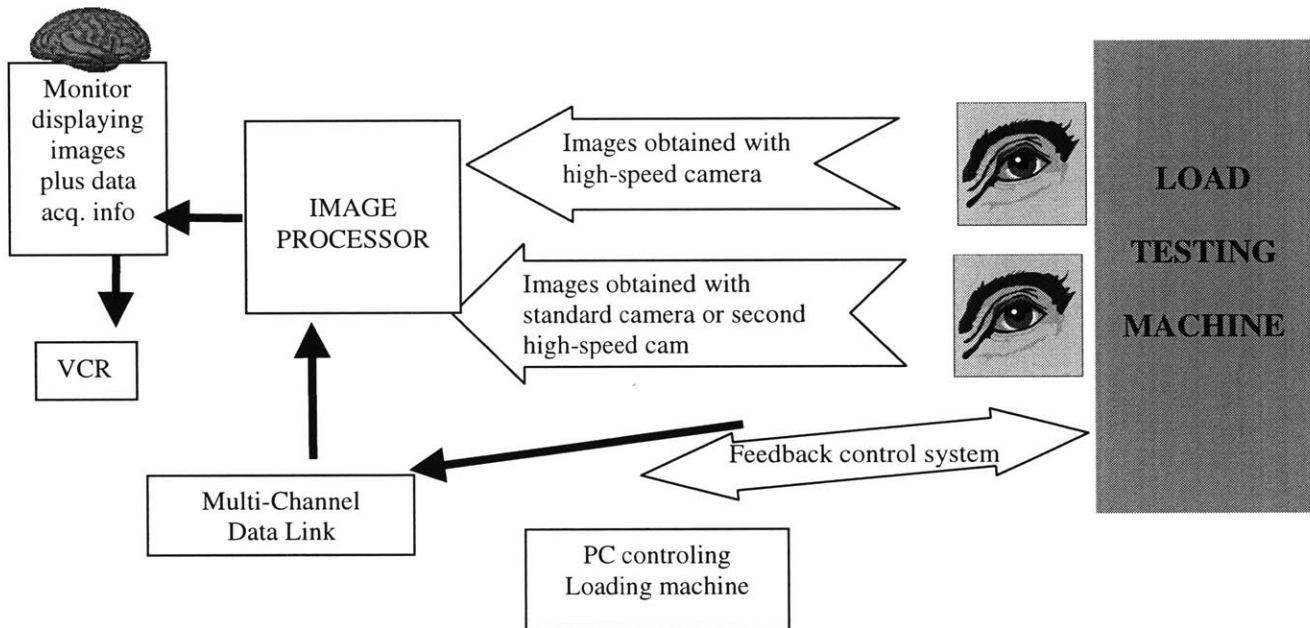 Monitor
displaying
images
plus data
acq. info
IMAGE
PROCESSOR
Images obtained with
high-speed camera
Images obtained with
standard camera or second
high-speed cam
LOAD
TESTING
MACHINE
VCR
Feedback control system
Multi-Channel
Data Link
PC controling
Loading machine